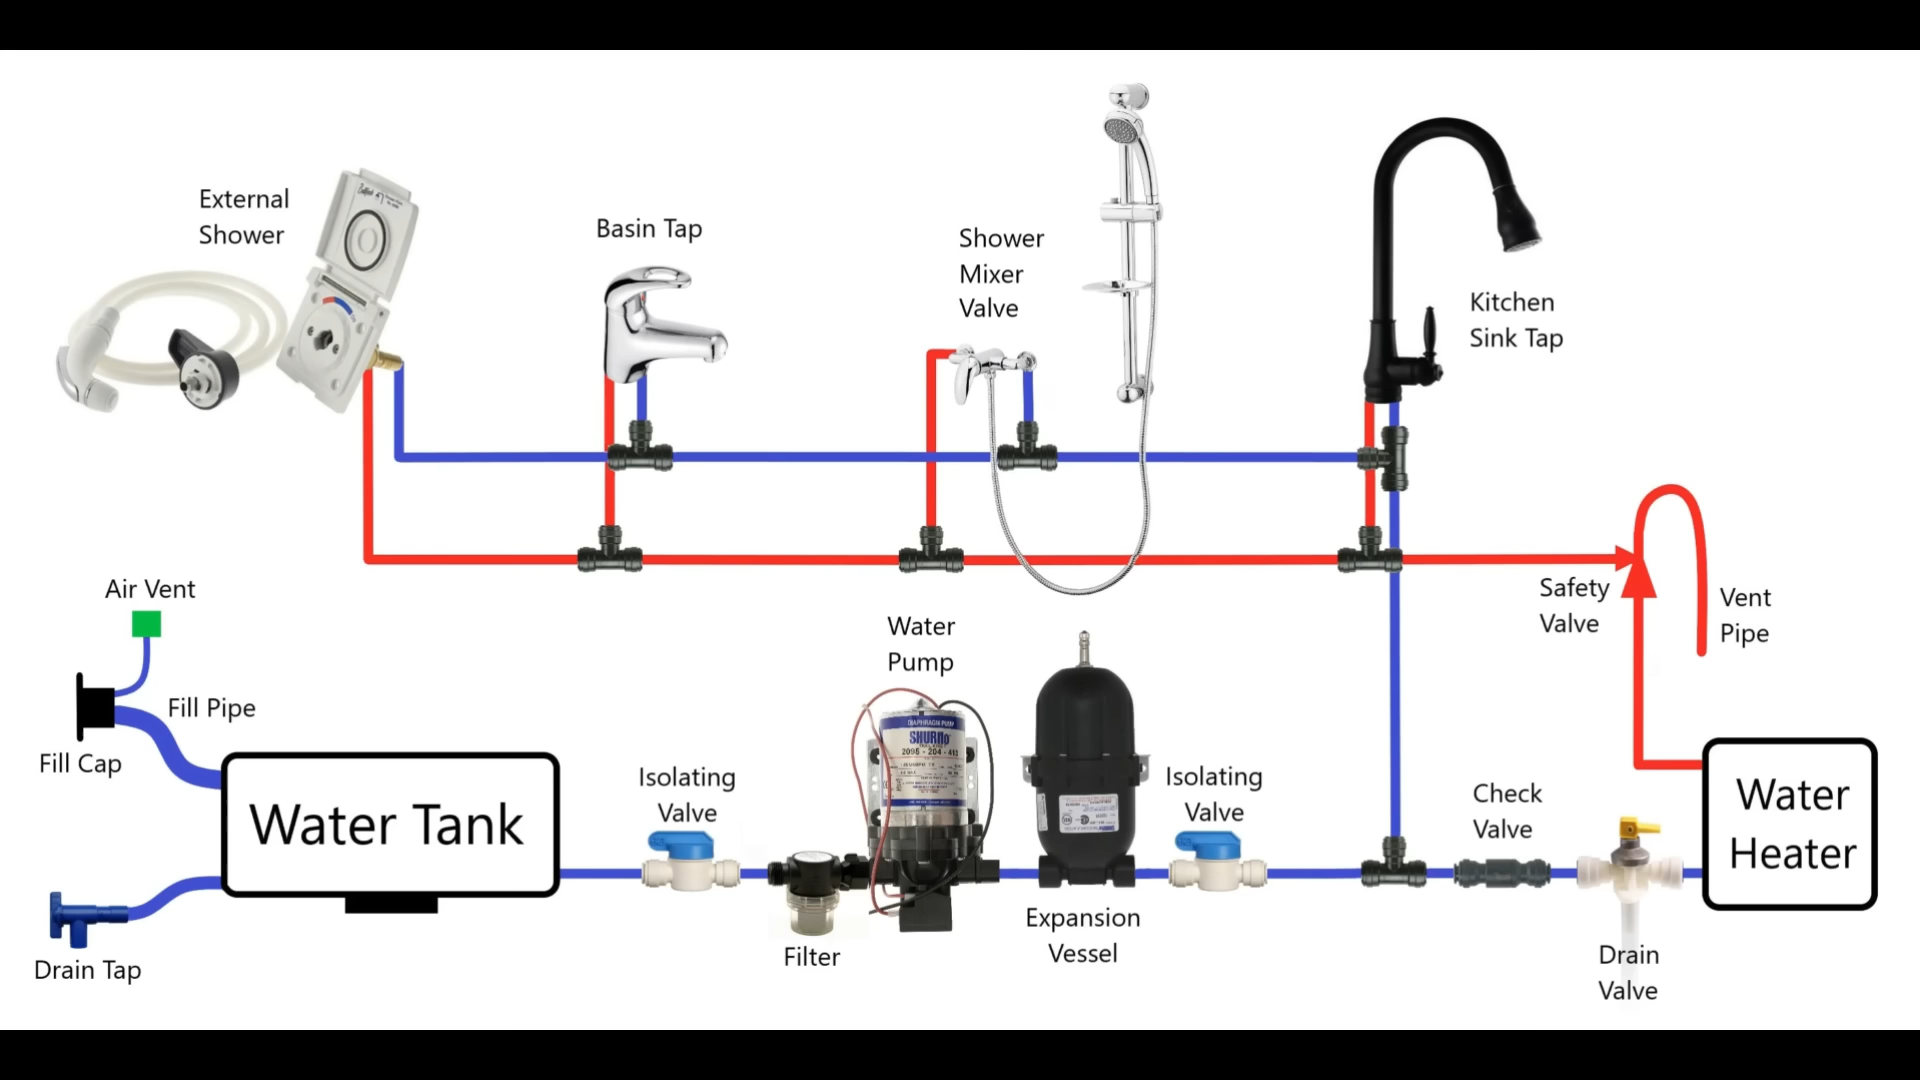 External
Shower
Basin Tap
Shower
Mixer
Valve
Kitchen
Sink Tap
Air Vent
Safety
Valve
Vent
Pipe
Water
Pump
Fill Pipe
Fill Cap
DIAPHRAGM PUMP
SHURflo
Isolating
Valve
Isolating
Valve
Check
Valve
Water Tank
Water
Heater
Filter
Expansion
Vessel
Drain Tap
Drain
Valve